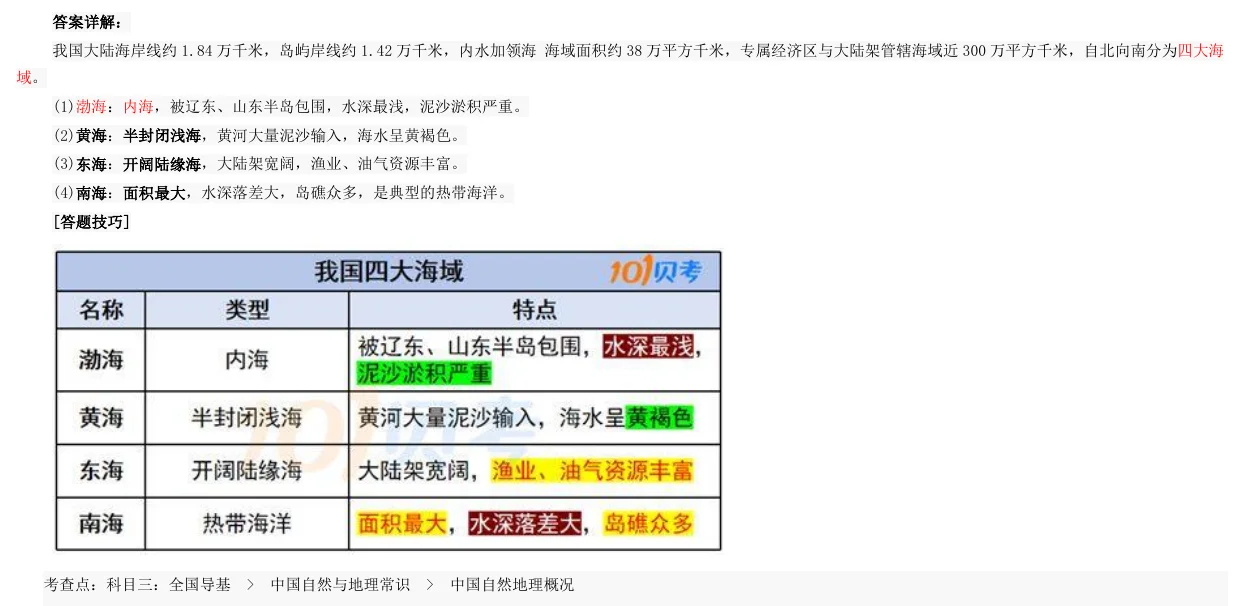 答案详解：
我国大陆海岸线约 1.84 万千米，岛屿岸线约 1.42 万千米，内水加领海 海域面积约 38 万平方千米，专属经济区与大陆架管辖海域近 300 万平方千米，自北向南分为四大海
域。
(1)渤海：内海，被辽东、山东半岛包围，水深最浅，泥沙淤积严重。
(2)黄海：半封闭浅海，黄河大量泥沙输入，海水呈黄褐色。
(3)东海：开阔陆缘海，大陆架宽阔，渔业、油气资源丰富。
(4)南海：面积最大，水深落差大，岛礁众多，是典型的热带海洋。
[答题技巧]
我国四大海域 101贝考
名称 类型 特点
渤海 内海 被辽东、山东半岛包围，水深最浅，
泥沙淤积严重
黄海 半封闭浅海 黄河大量泥沙输入，海水呈黄褐色
东海 开阔陆缘海 大陆架宽阔，渔业、油气资源丰富
南海 热带海洋 面积最大，水深落差大，岛礁众多
101贝考
考查点：科目三：全国导基 > 中国自然与地理常识 > 中国自然地理概况